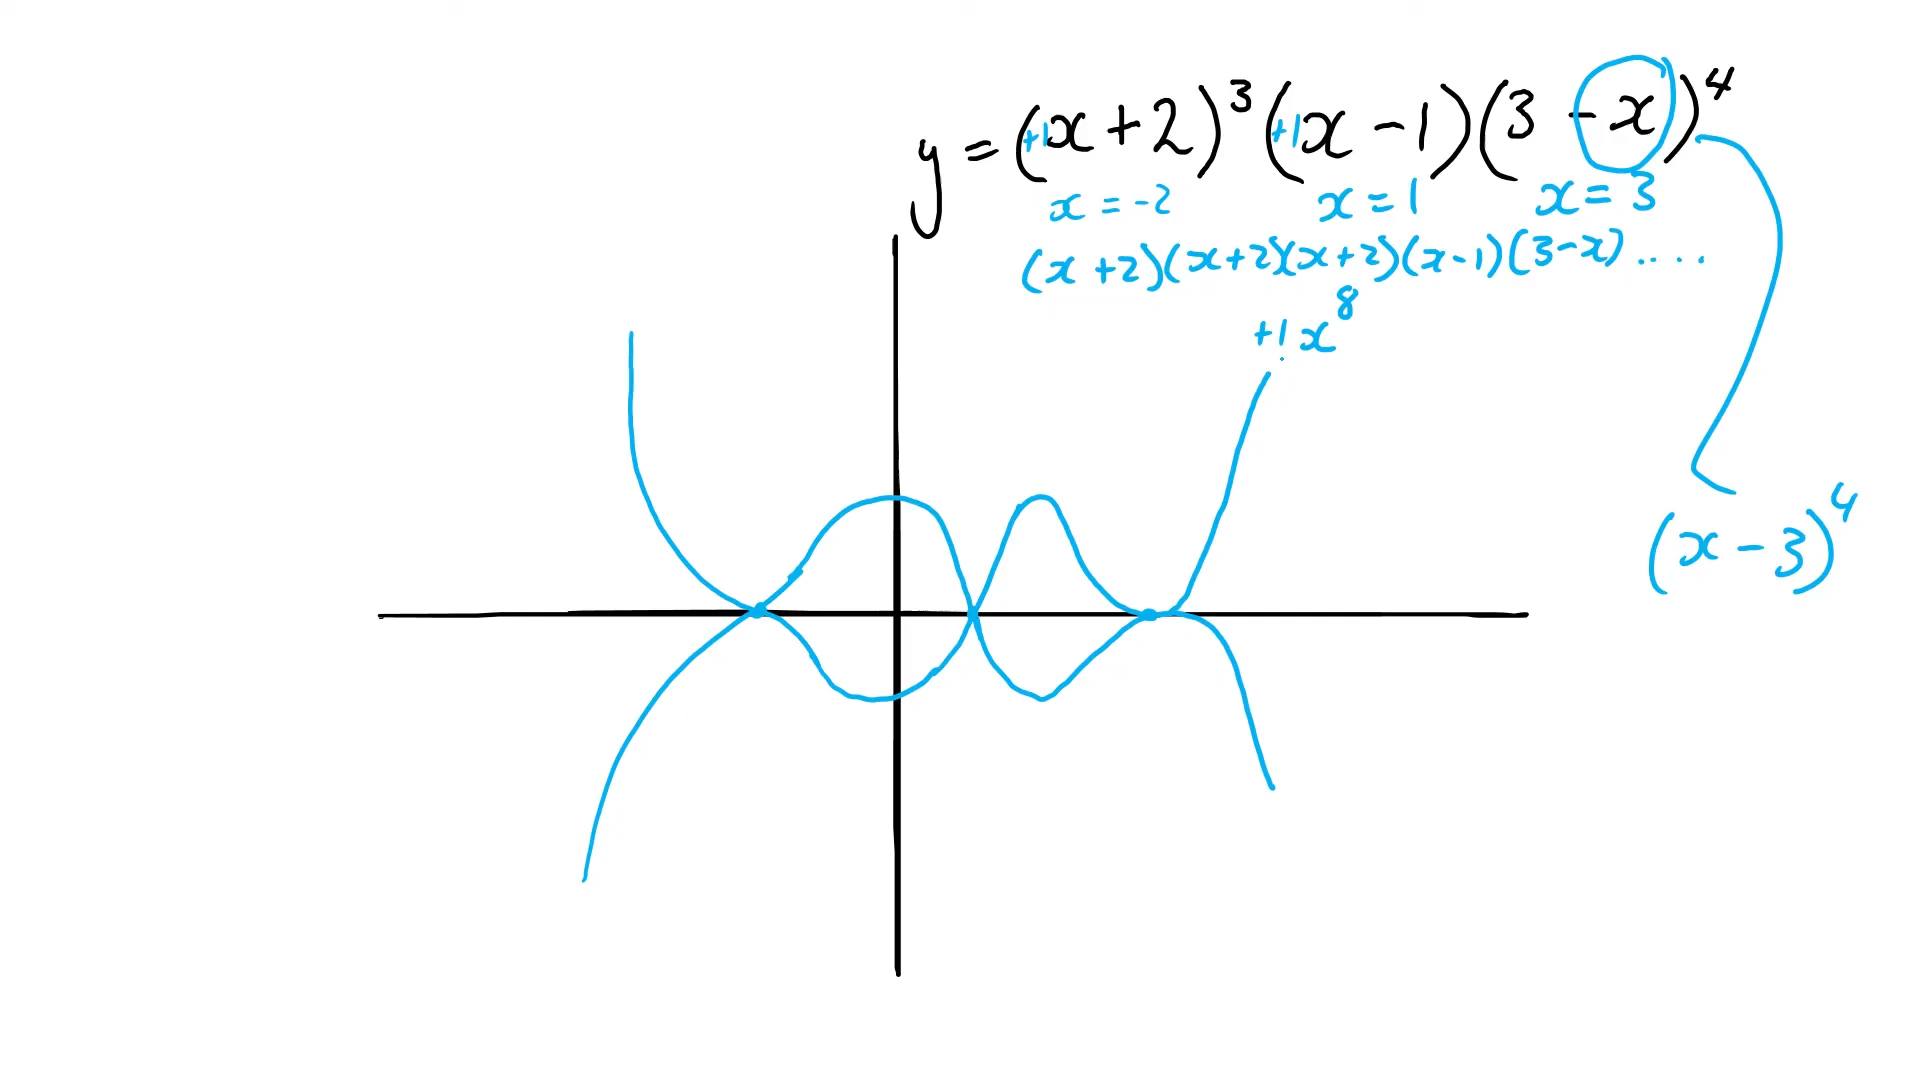 y = (+1x + 2)³ (+1x - 1)(3 - x)⁴
x = -2 x = 1 x = 3
(x + 2)(x + 2)(x + 2)(x - 1)(3 - x) ....
+1x⁸
(x - 3)⁴